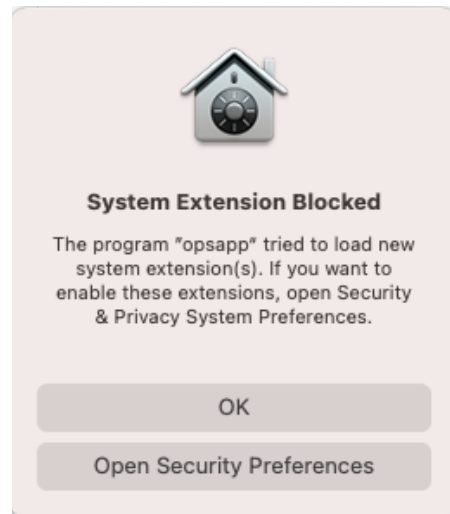 System Extension Blocked
The program "opsapp" tried to load new
system extension(s). If you want to
enable these extensions, open Security
& Privacy System Preferences.
OK
Open Security Preferences